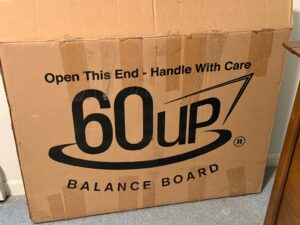 Open This End - Handle With Care
60uP®
BALANCE BOARD